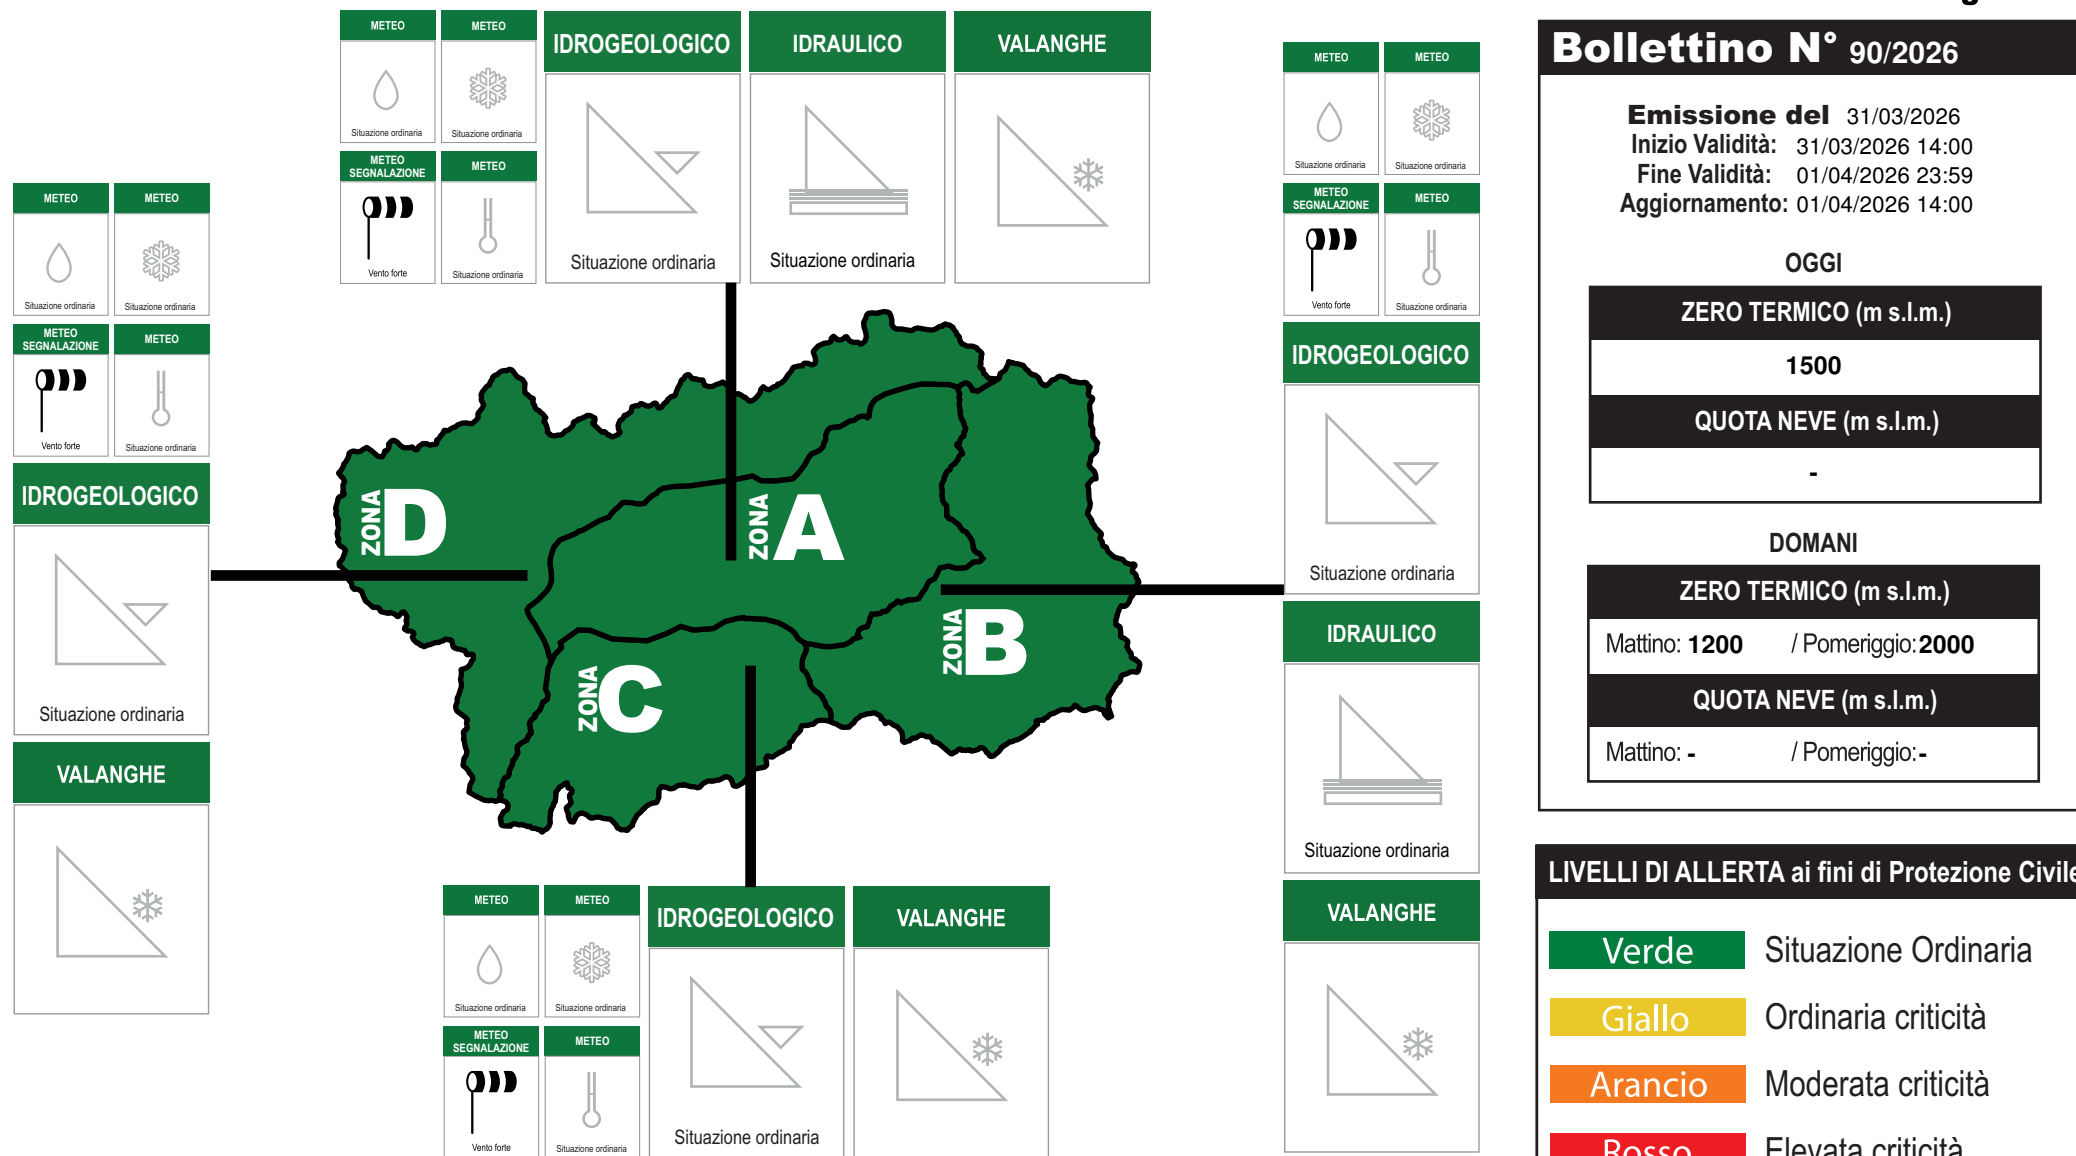 METEO
METEO
IDROGEOLOGICO
IDRAULICO
VALANGHE
Situazione ordinaria
Situazione ordinaria
METEO
SEGNALAZIONE
METEO
Vento forte
Situazione ordinaria
Situazione ordinaria
Situazione ordinaria
METEO
METEO
Situazione ordinaria
Situazione ordinaria
METEO
SEGNALAZIONE
METEO
Vento forte
Situazione ordinaria
IDROGEOLOGICO
Situazione ordinaria
VALANGHE
ZONA D
ZONA A
ZONA B
ZONA C
METEO
METEO
Situazione ordinaria
Situazione ordinaria
METEO
SEGNALAZIONE
METEO
Vento forte
Situazione ordinaria
IDROGEOLOGICO
Situazione ordinaria
IDRAULICO
Situazione ordinaria
VALANGHE
METEO
METEO
IDROGEOLOGICO
VALANGHE
Situazione ordinaria
Situazione ordinaria
METEO
SEGNALAZIONE
METEO
Vento forte
Situazione ordinaria
Situazione ordinaria
Bollettino N° 90/2026
Emissione del 31/03/2026
Inizio Validità: 31/03/2026 14:00
Fine Validità: 01/04/2026 23:59
Aggiornamento: 01/04/2026 14:00
OGGI
ZERO TERMICO (m s.l.m.)
1500
QUOTA NEVE (m s.l.m.)
-
DOMANI
ZERO TERMICO (m s.l.m.)
Mattino: 1200 / Pomeriggio: 2000
QUOTA NEVE (m s.l.m.)
Mattino: - / Pomeriggio: -
LIVELLI DI ALLERTA ai fini di Protezione Civile
Verde Situazione Ordinaria
Giallo Ordinaria criticità
Arancio Moderata criticità
Rosso Elevata criticità